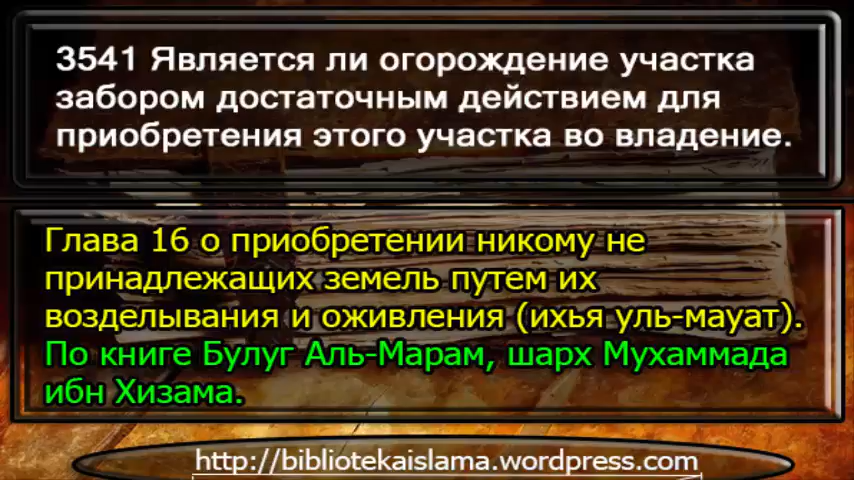 3541 Является ли огорождение участка
забором достаточным действием для
приобретения этого участка во владение.
Глава 16 о приобретении никому не
принадлежащих земель путем их
возделывания и оживления (ихья уль-мауат).
По книге Булуг Аль-Марам, шарх Мухаммада
ибн Хизама.
http://bibliotekaislama.wordpress.com